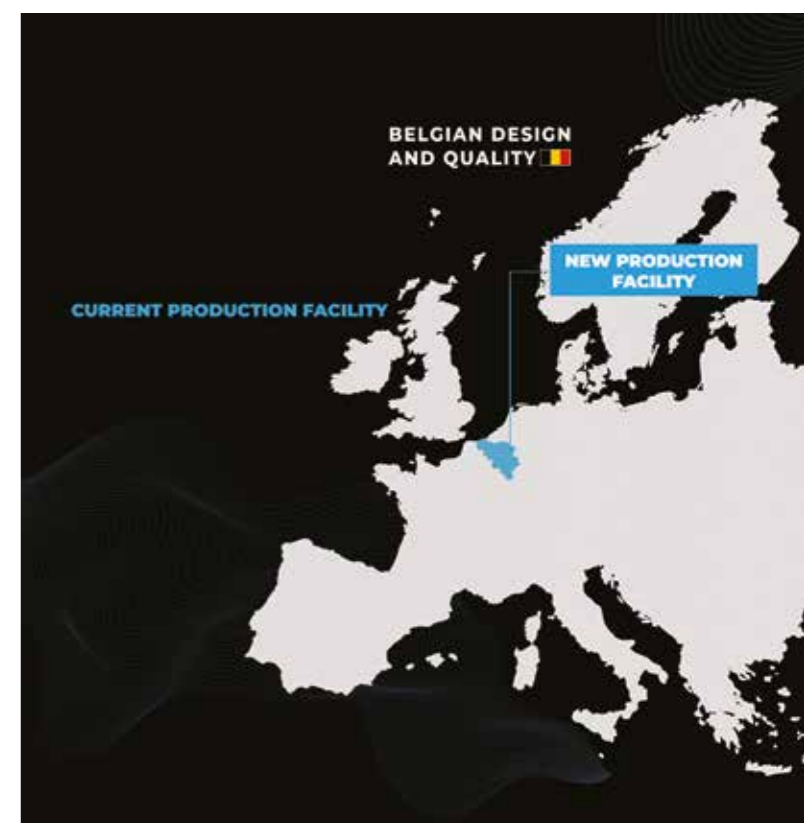 BELGIAN DESIGN
AND QUALITY
NEW PRODUCTION
FACILITY
CURRENT PRODUCTION FACILITY